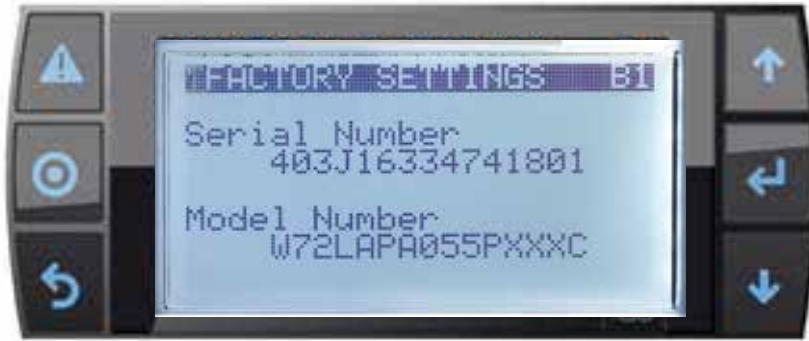 FACTORY SETTINGS B1
Serial Number
403J16334741801
Model Number
W72LAPA055PXXXC